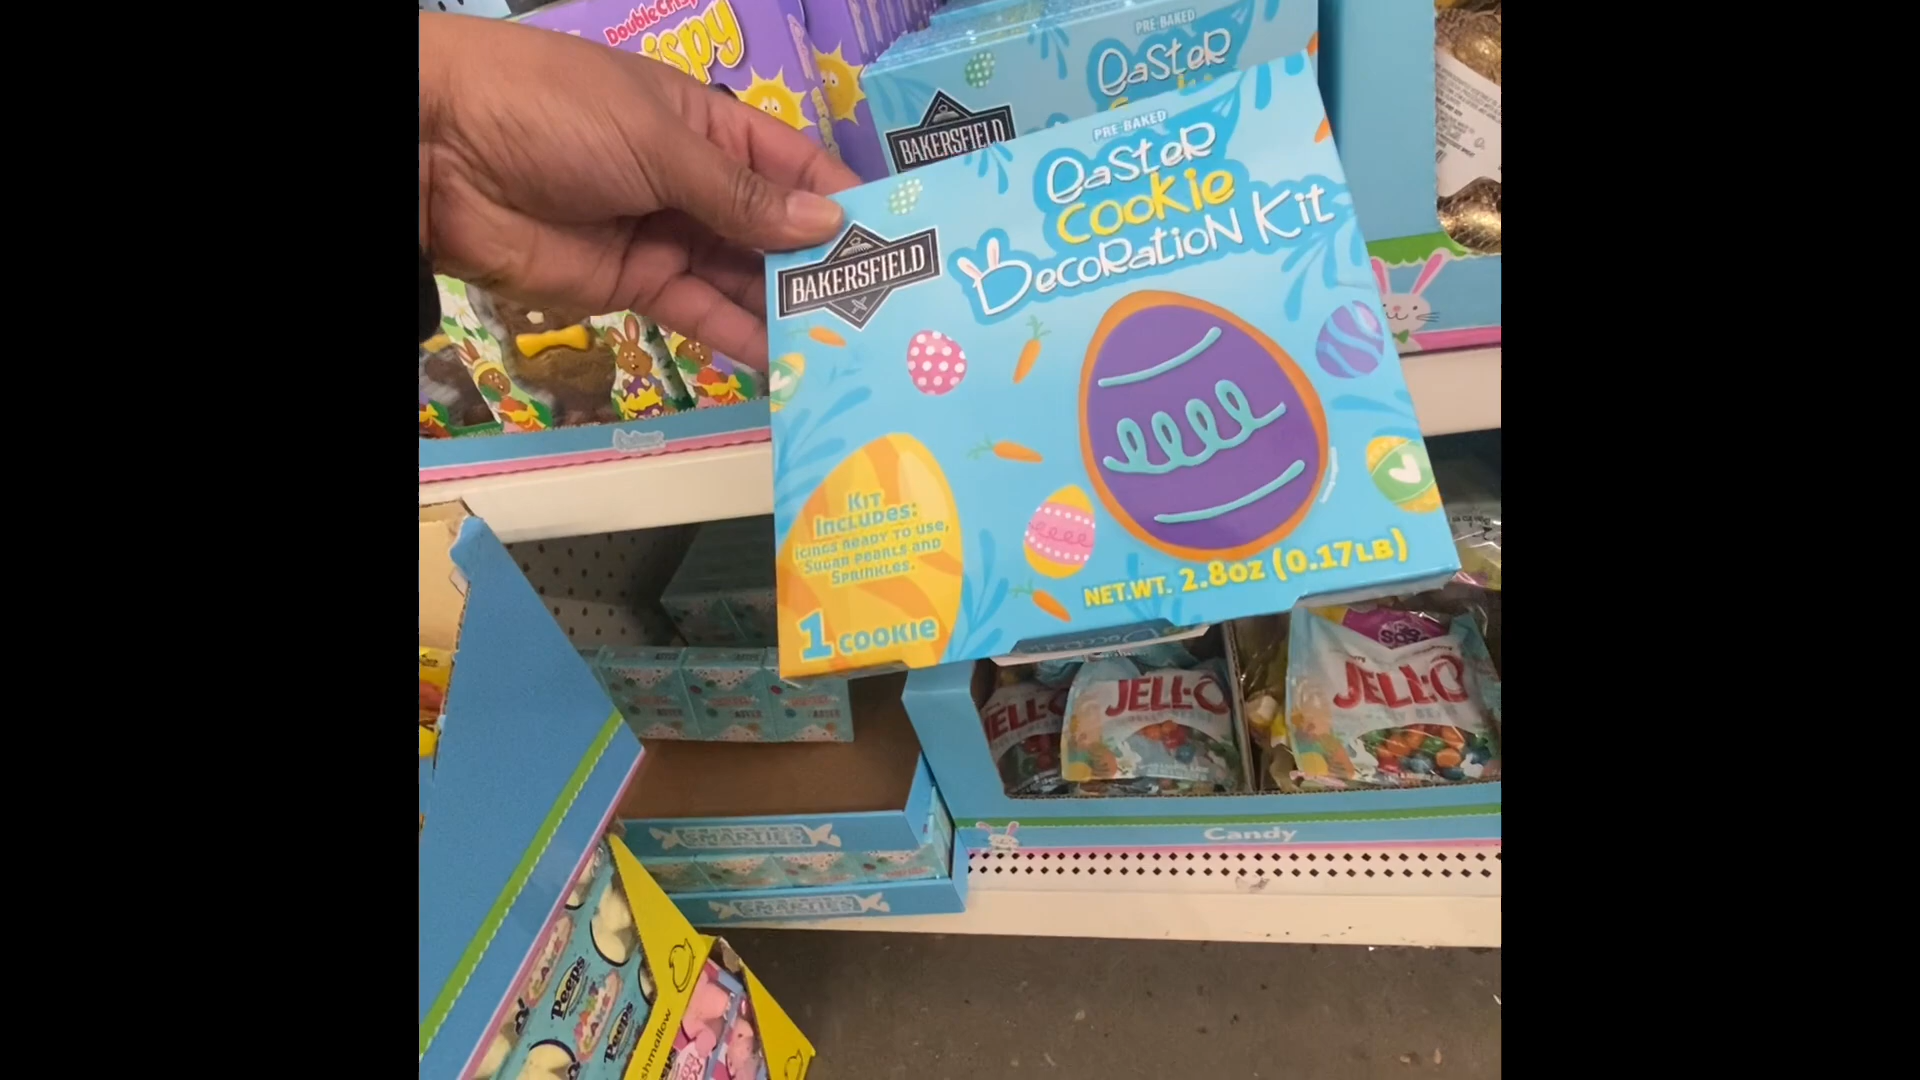 DoubleCrisp
PRE-BAKED
EASTER
BAKERSFIELD
PRE-BAKED
EASTER
COOKIE
DECORATION KIT
BAKERSFIELD
KIT
INCLUDES:
ICINGS READY TO USE,
SUGAR PEARLS AND
SPRINKLES.
1 COOKIE
NET.WT. 2.8OZ (0.17LB)
JELL-O
JELL-O
JELL-O
Candy
SMARTIES
SMARTIES
Peeps
Peeps